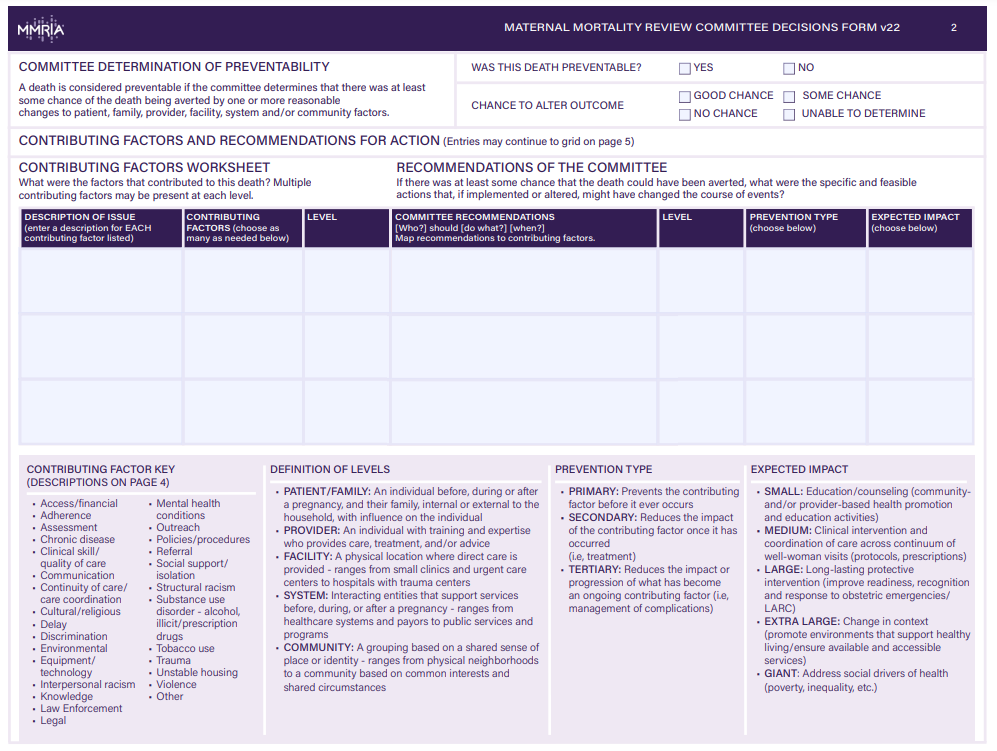 MMRIA
MATERNAL MORTALITY REVIEW COMMITTEE DECISIONS FORM v22
2
COMMITTEE DETERMINATION OF PREVENTABILITY
A death is considered preventable if the committee determines that there was at least
some chance of the death being averted by one or more reasonable
changes to patient, family, provider, facility, system and/or community factors.
WAS THIS DEATH PREVENTABLE?
YES
NO
CHANCE TO ALTER OUTCOME
GOOD CHANCE
SOME CHANCE
NO CHANCE
UNABLE TO DETERMINE
CONTRIBUTING FACTORS AND RECOMMENDATIONS FOR ACTION (Entries may continue to grid on page 5)
CONTRIBUTING FACTORS WORKSHEET
What were the factors that contributed to this death? Multiple
contributing factors may be present at each level.
RECOMMENDATIONS OF THE COMMITTEE
If there was at least some chance that the death could have been averted, what were the specific and feasible
actions that, if implemented or altered, might have changed the course of events?
DESCRIPTION OF ISSUE
(enter a description for EACH
contributing factor listed)
CONTRIBUTING
FACTORS (choose as
many as needed below)
LEVEL
COMMITTEE RECOMMENDATIONS
[Who?] should [do what?] [when?]
Map recommendations to contributing factors.
LEVEL
PREVENTION TYPE
(choose below)
EXPECTED IMPACT
(choose below)
CONTRIBUTING FACTOR KEY
(DESCRIPTIONS ON PAGE 4)
• Access/financial
• Adherence
• Assessment
• Chronic disease
• Clinical skill/
quality of care
• Communication
• Continuity of care/
care coordination
• Cultural/religious
• Delay
• Discrimination
• Environmental
• Equipment/
technology
• Interpersonal racism
• Knowledge
• Law Enforcement
• Legal
• Mental health
conditions
• Outreach
• Policies/procedures
• Referral
• Social support/
isolation
• Structural racism
• Substance use
disorder - alcohol,
illicit/prescription
drugs
• Tobacco use
• Trauma
• Unstable housing
• Violence
• Other
DEFINITION OF LEVELS
• PATIENT/FAMILY: An individual before, during or after
a pregnancy, and their family, internal or external to the
household, with influence on the individual
• PROVIDER: An individual with training and expertise
who provides care, treatment, and/or advice
• FACILITY: A physical location where direct care is
provided - ranges from small clinics and urgent care
centers to hospitals with trauma centers
• SYSTEM: Interacting entities that support services
before, during, or after a pregnancy - ranges from
healthcare systems and payors to public services and
programs
• COMMUNITY: A grouping based on a shared sense of
place or identity - ranges from physical neighborhoods
to a community based on common interests and
shared circumstances
PREVENTION TYPE
• PRIMARY: Prevents the contributing
factor before it ever occurs
• SECONDARY: Reduces the impact
of the contributing factor once it has
occurred
(i.e, treatment)
• TERTIARY: Reduces the impact or
progression of what has become
an ongoing contributing factor (i.e,
management of complications)
EXPECTED IMPACT
• SMALL: Education/counseling (community-
and/or provider-based health promotion
and education activities)
• MEDIUM: Clinical intervention and
coordination of care across continuum of
well-woman visits (protocols, prescriptions)
• LARGE: Long-lasting protective
intervention (improve readiness, recognition
and response to obstetric emergencies/
LARC)
• EXTRA LARGE: Change in context
(promote environments that support healthy
living/ensure available and accessible
services)
• GIANT: Address social drivers of health
(poverty, inequality, etc.)